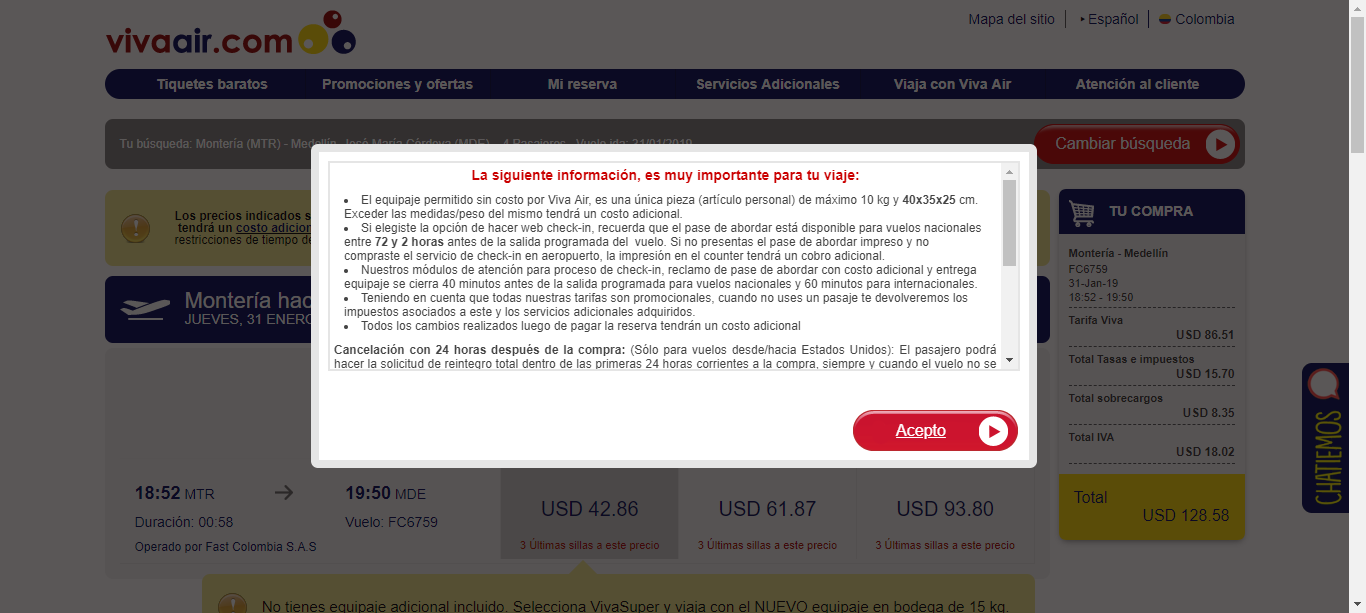 vivaair.com
Mapa del sitio
Español
Colombia
Tiquetes baratos
Promociones y ofertas
Mi reserva
Servicios Adicionales
Viaja con Viva Air
Atención al cliente
Tu búsqueda: Montería (MTR) - Medellín, José María Córdova (MDE) - 4 Pasajeros - Vuelo ida: 31/01/2019
Cambiar búsqueda
Los precios indicados s
tendrá un costo adicion
restricciones de tiempo de
La siguiente información, es muy importante para tu viaje:
• El equipaje permitido sin costo por Viva Air, es una única pieza (artículo personal) de máximo 10 kg y 40x35x25 cm.
Exceder las medidas/peso del mismo tendrá un costo adicional.
• Si elegiste la opción de hacer web check-in, recuerda que el pase de abordar está disponible para vuelos nacionales
entre 72 y 2 horas antes de la salida programada del vuelo. Si no presentas el pase de abordar impreso y no
compraste el servicio de check-in en aeropuerto, la impresión en el counter tendrá un cobro adicional.
• Nuestros módulos de atención para proceso de check-in, reclamo de pase de abordar con costo adicional y entrega
equipaje se cierra 40 minutos antes de la salida programada para vuelos nacionales y 60 minutos para internacionales.
• Teniendo en cuenta que todas nuestras tarifas son promocionales, cuando no uses un pasaje te devolveremos los
impuestos asociados a este y los servicios adicionales adquiridos.
• Todos los cambios realizados luego de pagar la reserva tendrán un costo adicional
Cancelación con 24 horas después de la compra: (Sólo para vuelos desde/hacia Estados Unidos): El pasajero podrá
hacer la solicitud de reintegro total dentro de las primeras 24 horas corrientes a la compra, siempre y cuando el vuelo no se
Acepto
Montería hac
JUEVES, 31 ENERO
18:52 MTR
19:50 MDE
Duración: 00:58
Vuelo: FC6759
Operado por Fast Colombia S.A.S
USD 42.86
USD 61.87
USD 93.80
3 Últimas sillas a este precio
3 Últimas sillas a este precio
3 Últimas sillas a este precio
No tienes equipaje adicional incluido. Selecciona VivaSuper y viaja con el NUEVO equipaje en bodega de 15 kg.
TU COMPRA
Montería - Medellín
FC6759
31-Jan-19
18:52 - 19:50
Tarifa Viva
USD 86.51
Total Tasas e impuestos
USD 15.70
Total sobrecargos
USD 8.35
Total IVA
USD 18.02
Total
USD 128.58
CHATIEMOS